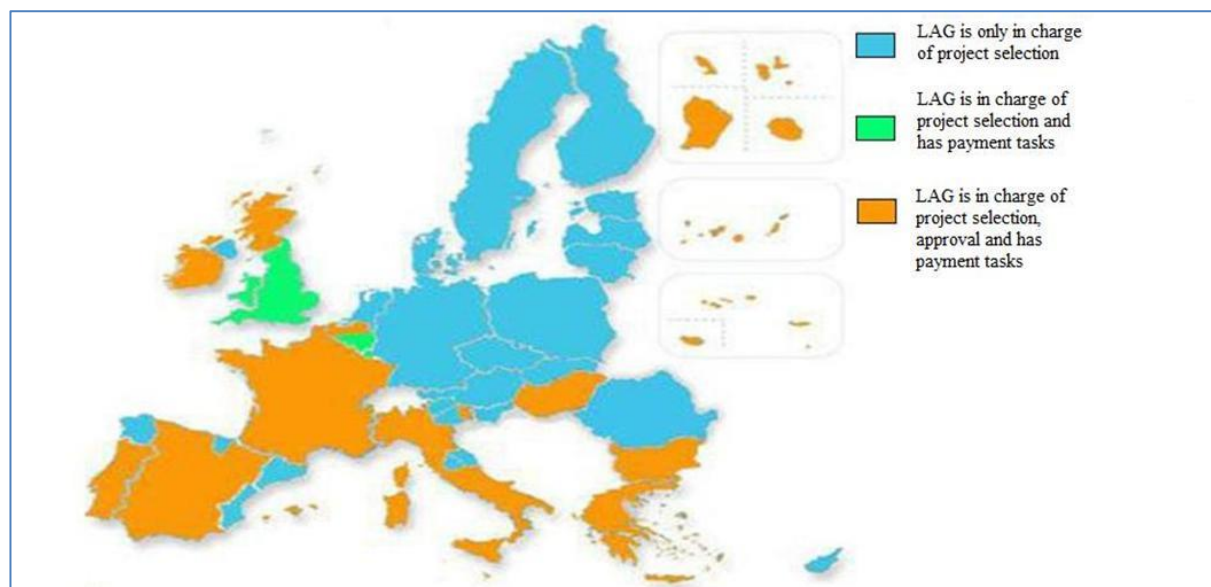 LAG is only in charge
of project selection
LAG is in charge of
project selection and
has payment tasks
LAG is in charge of
project selection,
approval and has
payment tasks